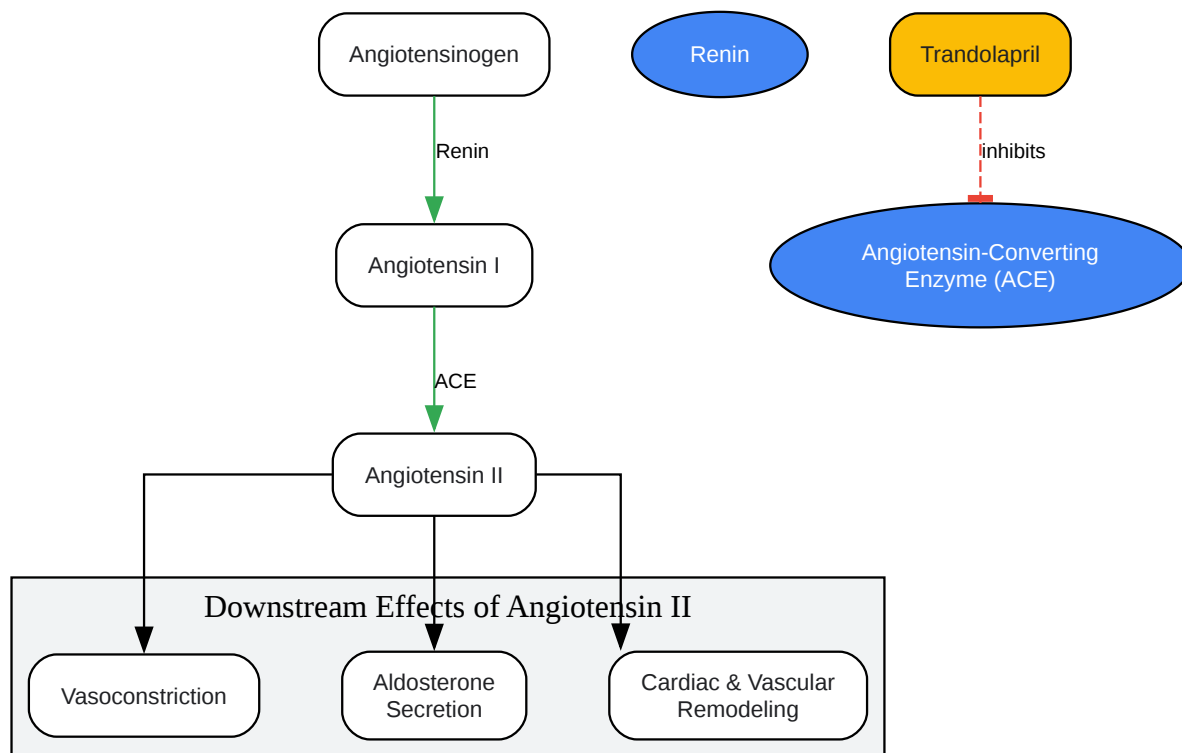 Angiotensinogen
Renin
Trandolapril
Renin
inhibits
Angiotensin I
Angiotensin-Converting
Enzyme (ACE)
ACE
Angiotensin II
Downstream Effects of Angiotensin II
Vasoconstriction
Aldosterone
Secretion
Cardiac & Vascular
Remodeling